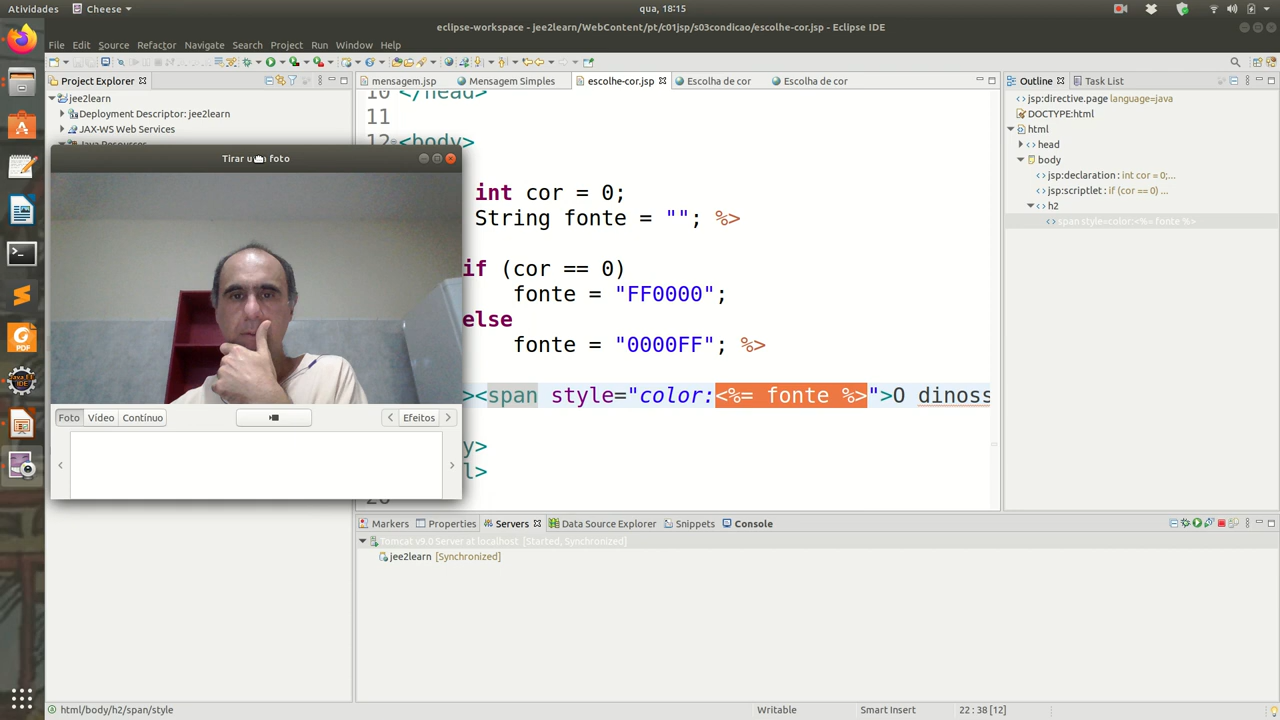 Atividades
Cheese
qua, 18:15
eclipse-workspace - jee2learn/WebContent/pt/c01jsp/s03condicao/escolhe-cor.jsp - Eclipse IDE
File Edit Source Refactor Navigate Search Project Run Window Help
Project Explorer
jee2learn
Deployment Descriptor: jee2learn
JAX-WS Web Services
Java Resources
Tirar um foto
Foto Vídeo Contínuo
Efeitos
mensagem.jsp Mensagem Simples escolhe-cor.jsp Escolha de cor Escolha de cor
10 </head>
11
12 <body>
int cor = 0;
String fonte = ""; %>
if (cor == 0)
fonte = "FF0000";
else
fonte = "0000FF"; %>
><span style="color:<%= fonte %>">O dinoss
y>
l>
20
Outline Task List
jsp:directive.page language=java
DOCTYPE:html
html
head
body
jsp:declaration : int cor = 0;...
jsp:scriptlet : if (cor == 0) ...
h2
span style=color:<%= fonte %>
Markers Properties Servers Data Source Explorer Snippets Console
Tomcat v9.0 Server at localhost [Started, Synchronized]
jee2learn [Synchronized]
html/body/h2/span/style
Writable
Smart Insert
22 : 38 [12]